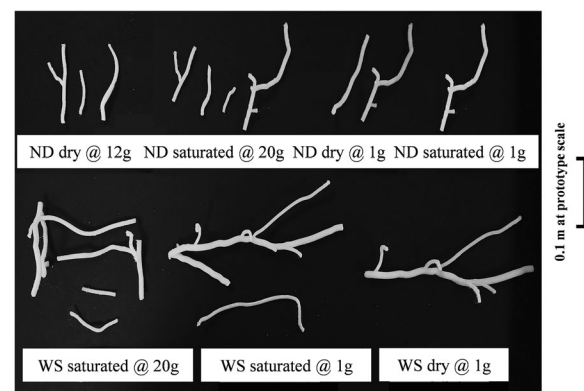 ND dry @ 12g ND saturated @ 20g ND dry @ 1g ND saturated @ 1g
0.1 m at prototype scale
WS saturated @ 20g WS saturated @ 1g WS dry @ 1g